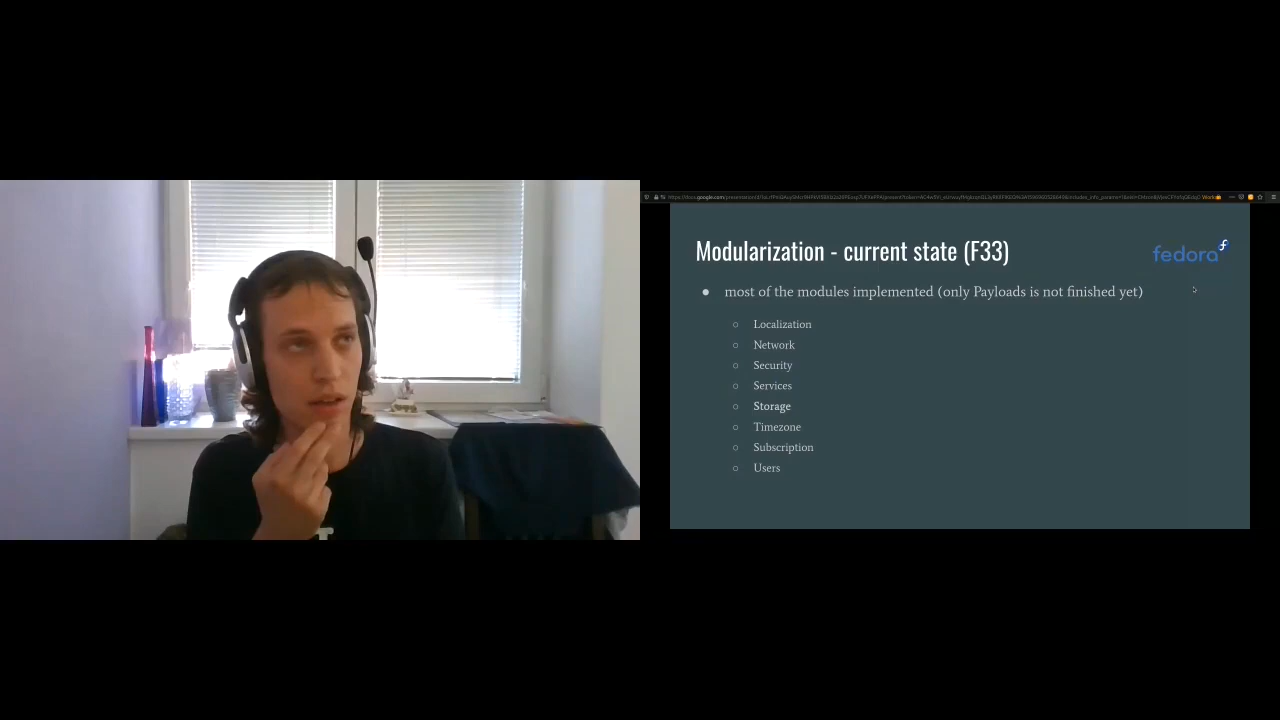 Modularization - current state (F33)
fedora
● most of the modules implemented (only Payloads is not finished yet)
○ Localization
○ Network
○ Security
○ Services
○ Storage
○ Timezone
○ Subscription
○ Users